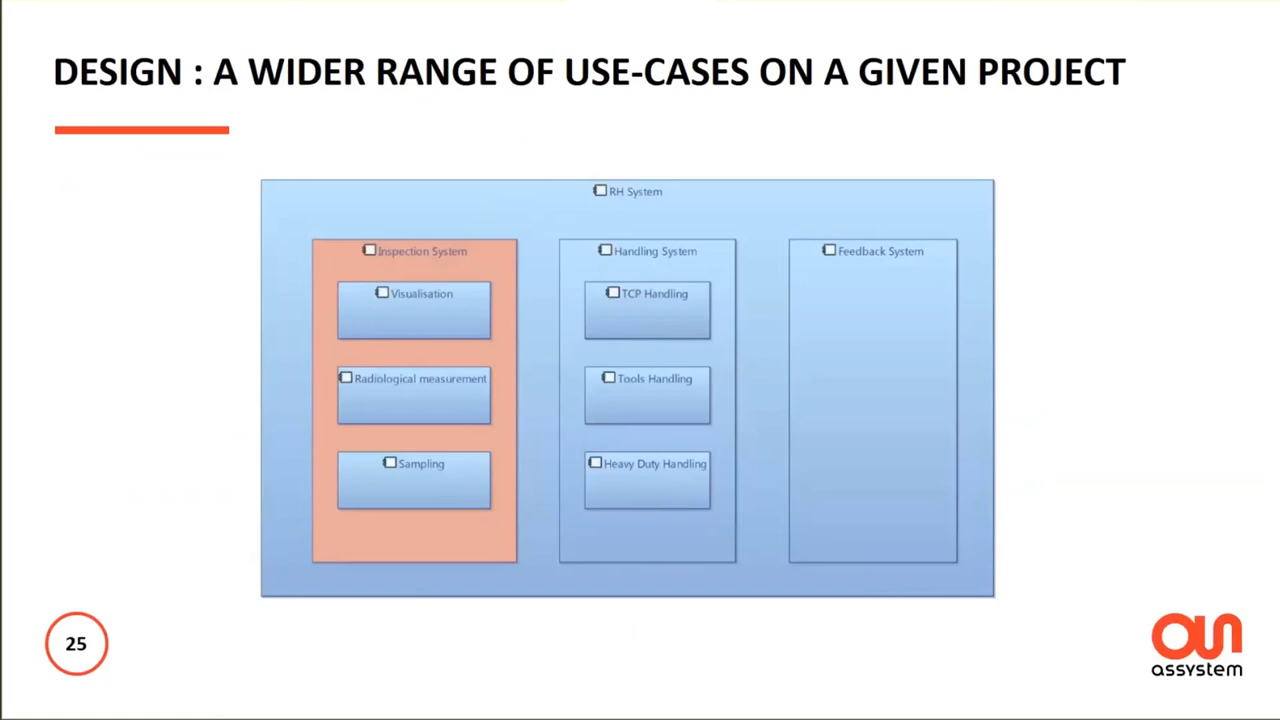 DESIGN : A WIDER RANGE OF USE-CASES ON A GIVEN PROJECT
RH System
Inspection System
Visualisation
Radiological measurement
Sampling
Handling System
TCP Handling
Tools Handling
Heavy Duty Handling
Feedback System
25
assystem